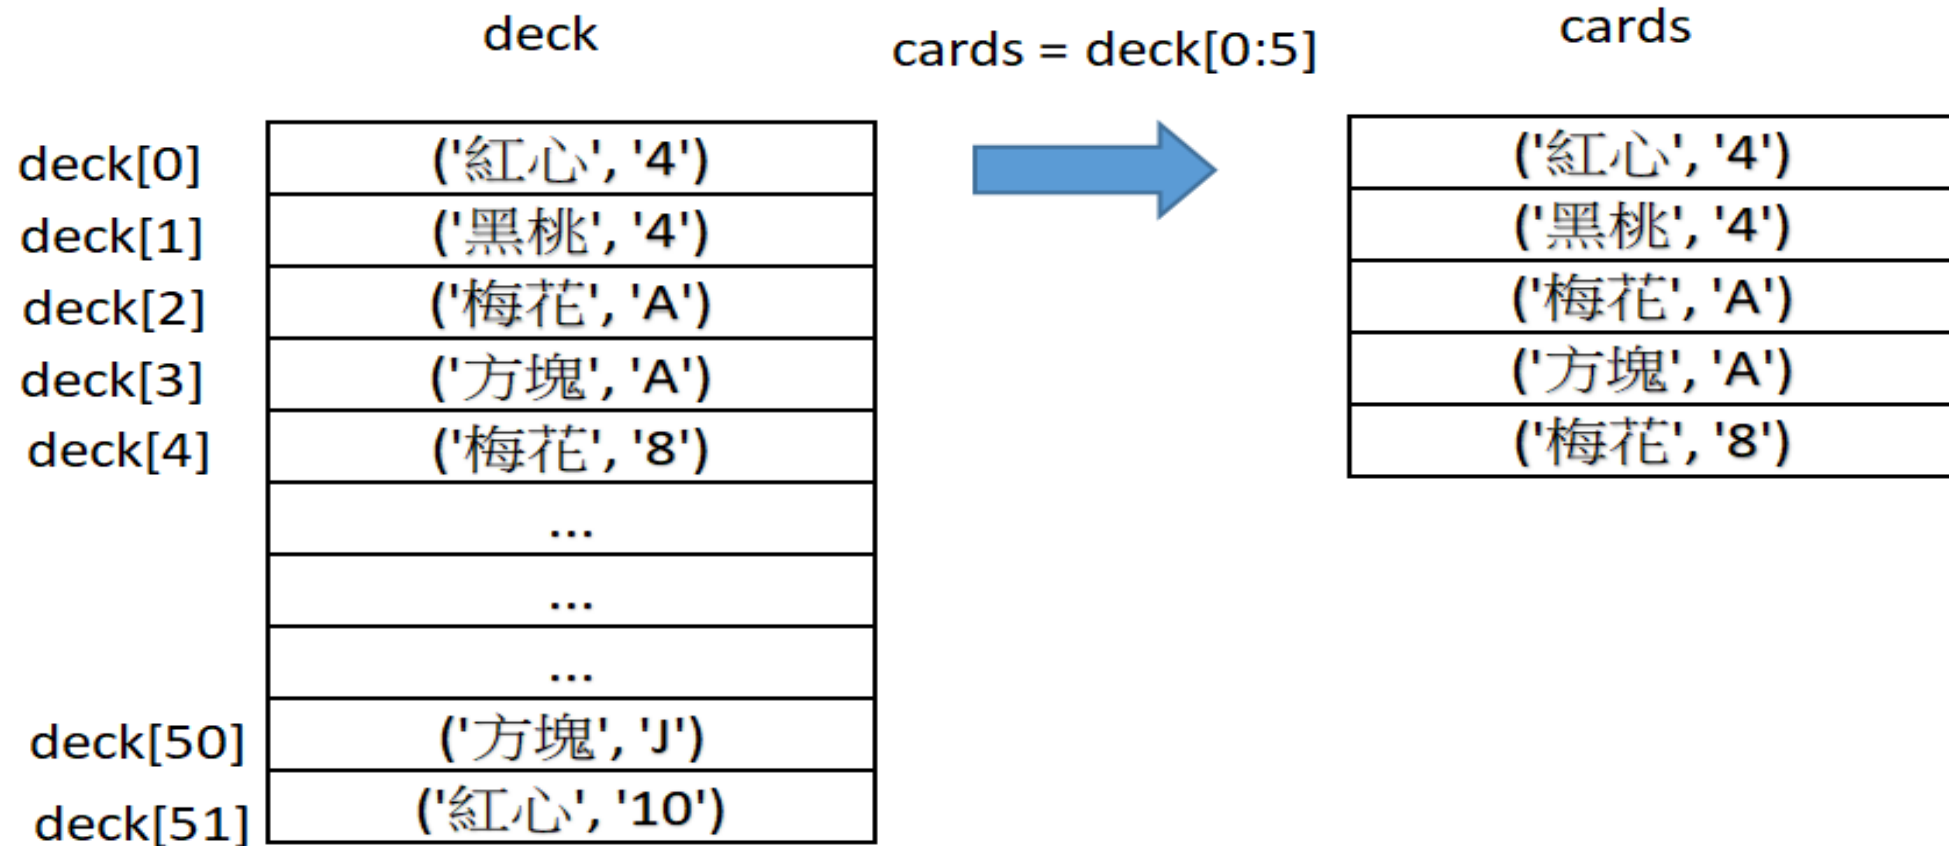 deck
cards = deck[0:5]
cards
deck[0] ('紅心', '4')
deck[1] ('黑桃', '4')
deck[2] ('梅花', 'A')
deck[3] ('方塊', 'A')
deck[4] ('梅花', '8')
...
...
...
deck[50] ('方塊', 'J')
deck[51] ('紅心', '10')
('紅心', '4')
('黑桃', '4')
('梅花', 'A')
('方塊', 'A')
('梅花', '8')